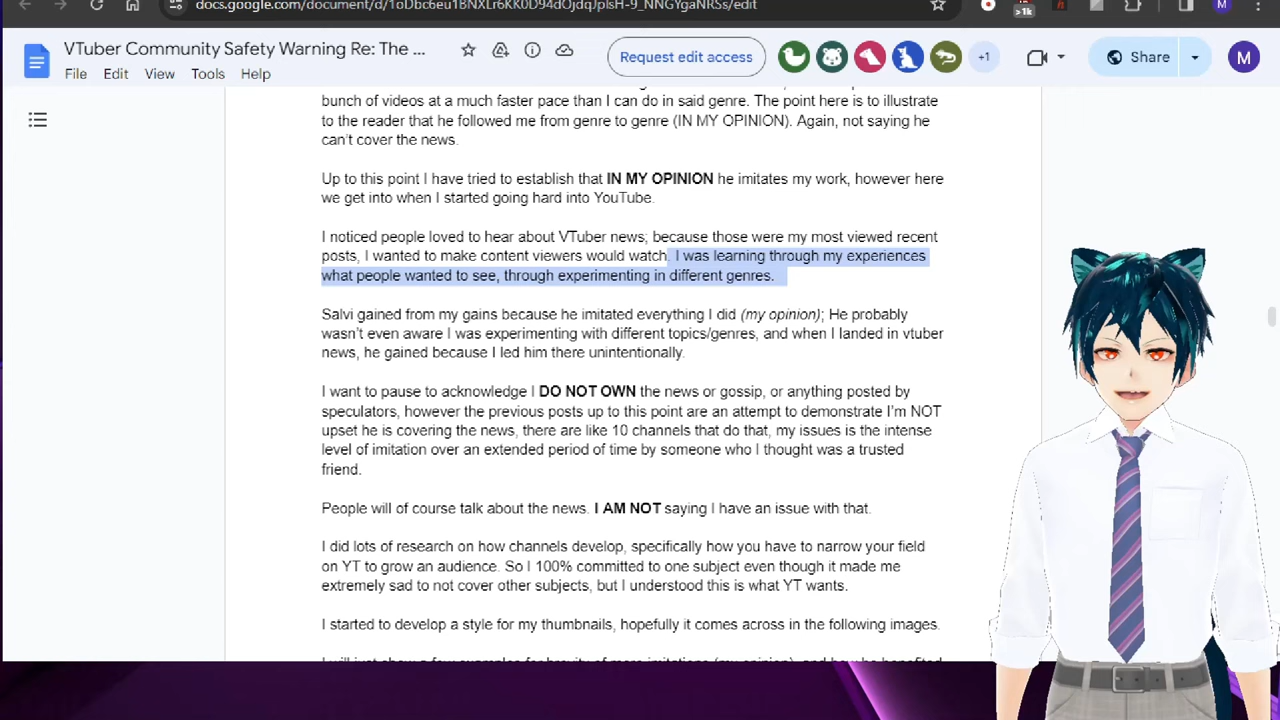 docs.google.com/document/d/
>1k
M
VTuber Community Safety Warning Re: The ...
Request edit access
+1
Share
M
File Edit View Tools Help
bunch of videos at a much faster pace than I can do in said genre. The point here is to illustrate
to the reader that he followed me from genre to genre (IN MY OPINION). Again, not saying he
can't cover the news.
Up to this point I have tried to establish that IN MY OPINION he imitates my work, however here
we get into when I started going hard into YouTube.
I noticed people loved to hear about VTuber news; because those were my most viewed recent
posts, I wanted to make content viewers would watch. I was learning through my experiences
what people wanted to see, through experimenting in different genres.
Salvi gained from my gains because he imitated everything I did (my opinion); He probably
wasn't even aware I was experimenting with different topics/genres, and when I landed in vtuber
news, he gained because I led him there unintentionally.
I want to pause to acknowledge I DO NOT OWN the news or gossip, or anything posted by
speculators, however the previous posts up to this point are an attempt to demonstrate I'm NOT
upset he is covering the news, there are like 10 channels that do that, my issues is the intense
level of imitation over an extended period of time by someone who I thought was a trusted
friend.
People will of course talk about the news. I AM NOT saying I have an issue with that.
I did lots of research on how channels develop, specifically how you have to narrow your field
on YT to grow an audience. So I 100% committed to one subject even though it made me
extremely sad to not cover other subjects, but I understood this is what YT wants.
I started to develop a style for my thumbnails, hopefully it comes across in the following images.